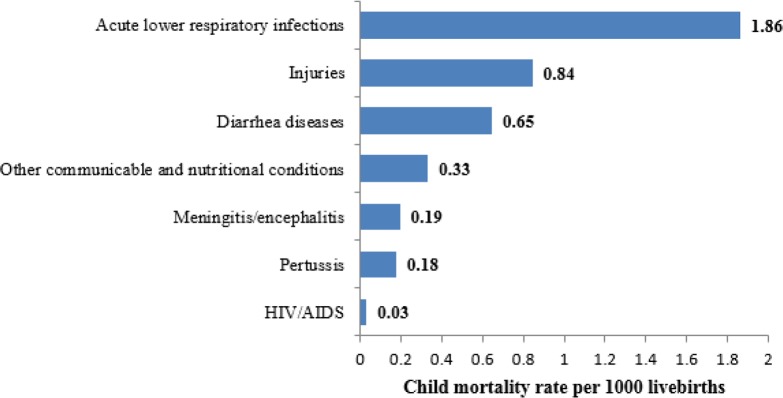 Acute lower respiratory infections
1.86
Injuries
0.84
Diarrhea diseases
0.65
Other communicable and nutritional conditions
0.33
Meningitis/encephalitis
0.19
Pertussis
0.18
HIV/AIDS
0.03
0 0.2 0.4 0.6 0.8 1 1.2 1.4 1.6 1.8 2
Child mortality rate per 1000 livebirths